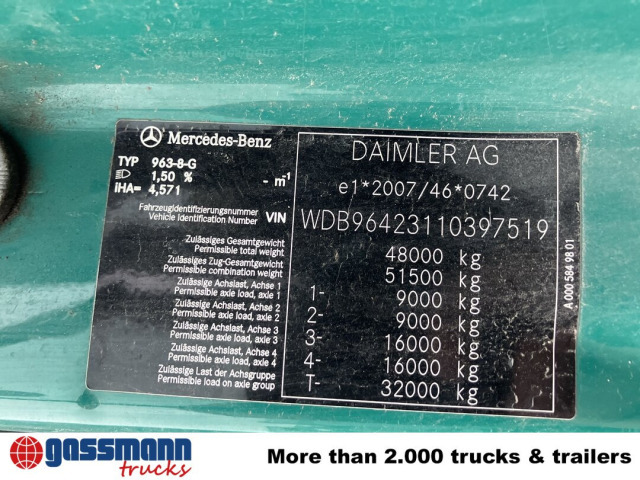 Mercedes-Benz
DAIMLER AG
TYP 963-8-G
1,50 % - m⁻¹
iHA= 4,571
e1*2007/46*0742
Fahrzeugidentifizierungsnummer
Vehicle Identification Number VIN WDB96423110397519
Zulässiges Gesamtgewicht
Permissible total weight 48000 kg
Zulässiges Zug-Gesamtgewicht
Permissible combination weight 51500 kg
Zulässige Achslast, Achse 1
Permissible axle load, axle 1 1- 9000 kg
Zulässige Achslast, Achse 2
Permissible axle load, axle 2 2- 9000 kg
Zulässige Achslast, Achse 3
Permissible axle load, axle 3 3- 16000 kg
Zulässige Achslast, Achse 4
Permissible axle load, axle 4 4- 16000 kg
Zulässige Last der Achsgruppe
Permissible load on axle group T- 32000 kg
A 000 584 98 01
gassmann
trucks
More than 2.000 trucks & trailers